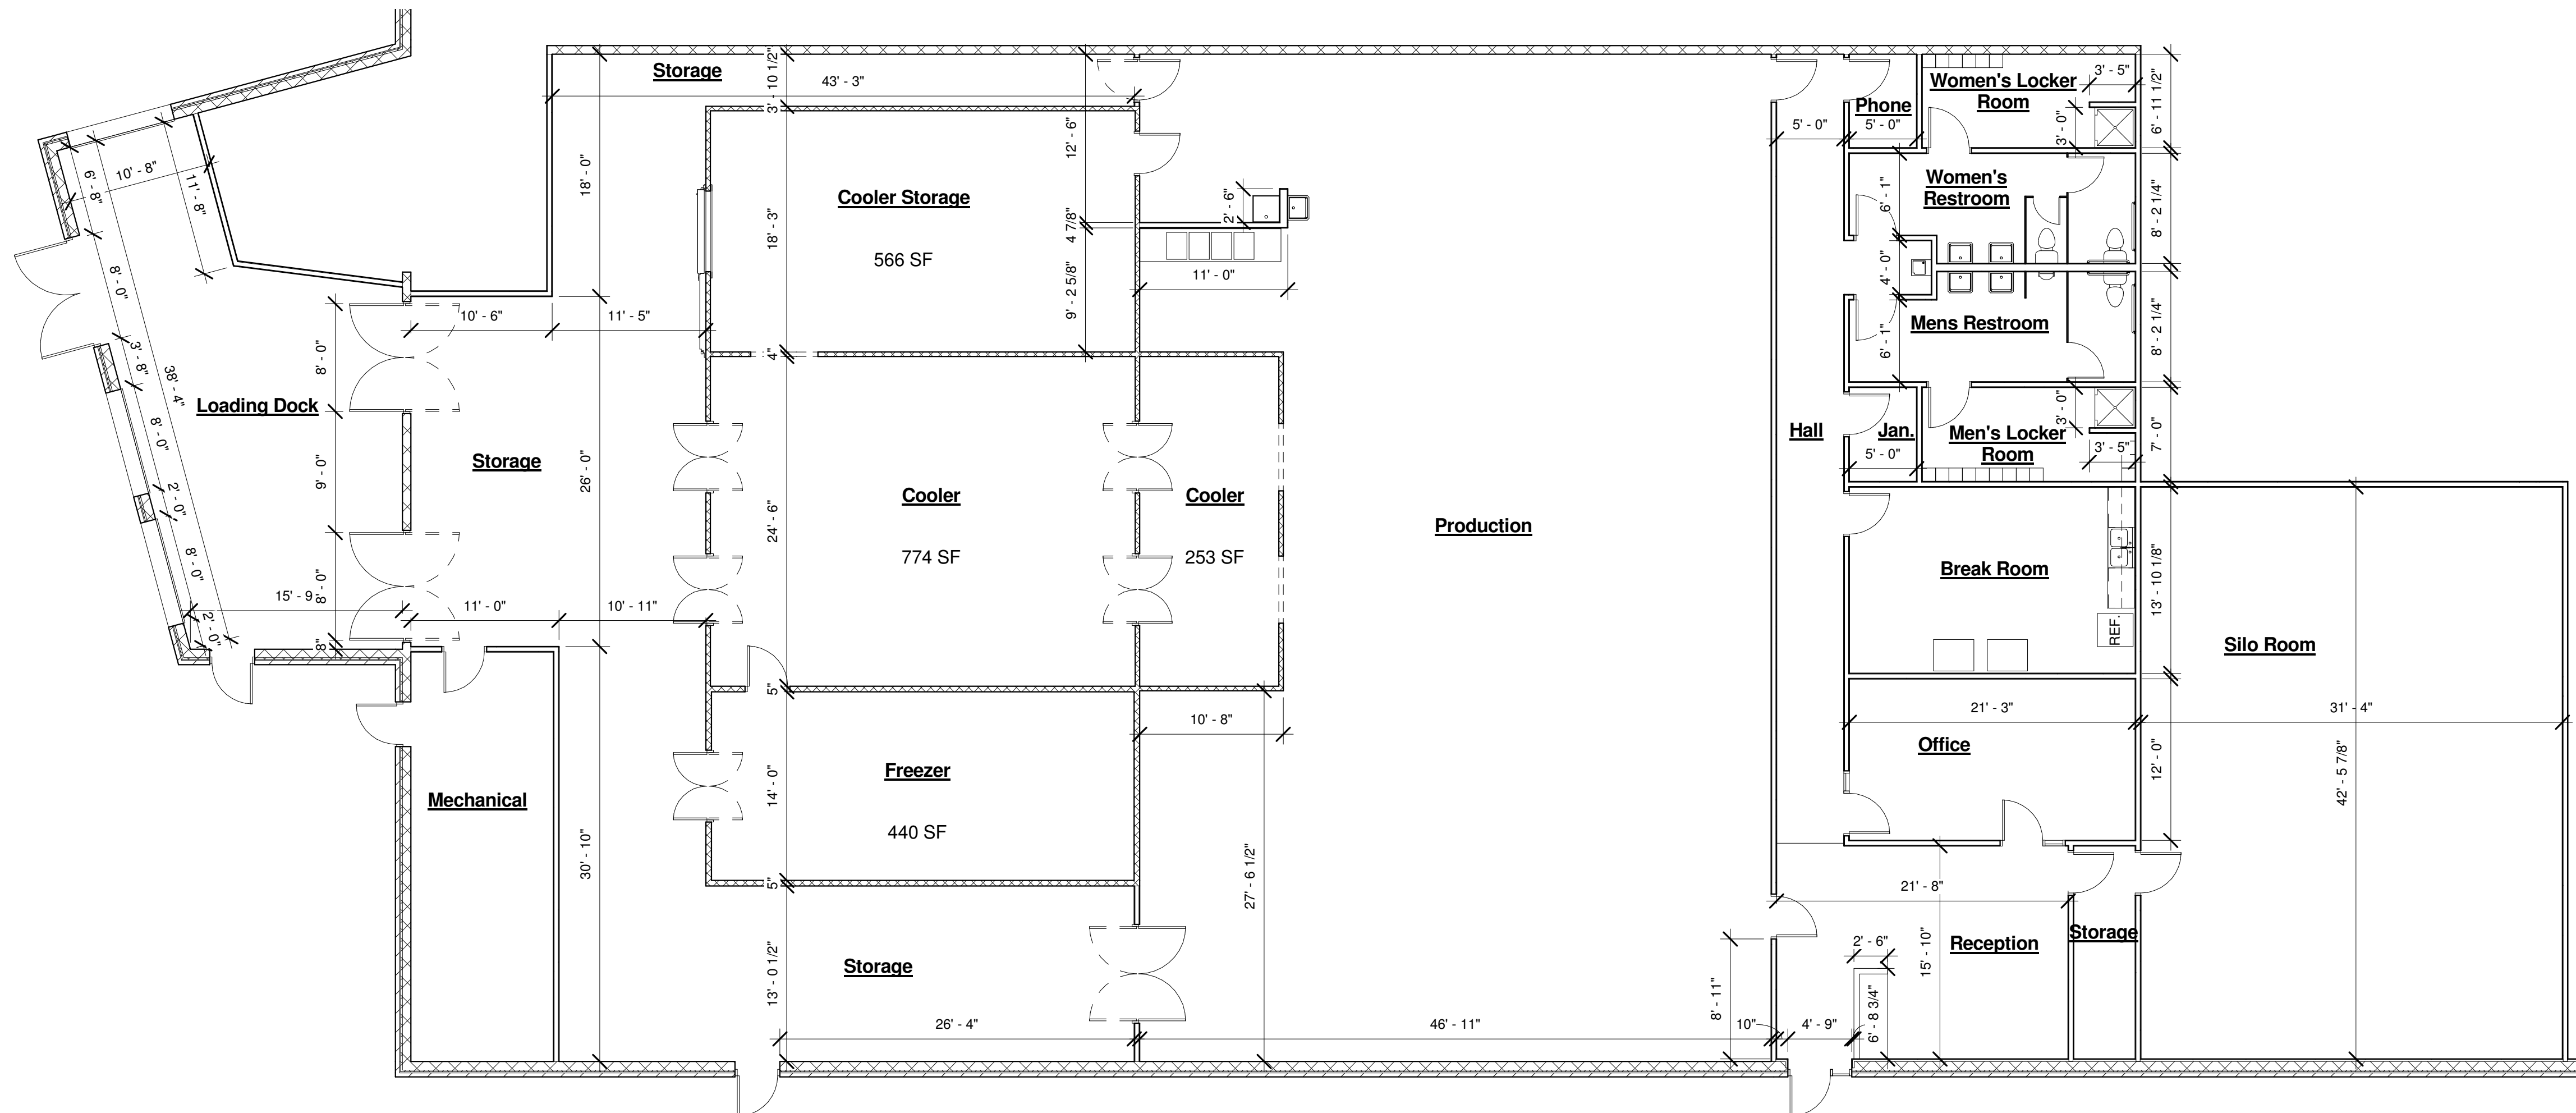 Storage
43' - 3"
3' - 10 1/2"
Women's Locker
Room
3' - 5"
6' - 11 1/2"
Phone
5' - 0"
5' - 0"
3' - 0"
12' - 6"
10' - 8"
6' - 8"
11' - 8"
18' - 0"
Cooler Storage
566 SF
18' - 3"
4 7/8"
9' - 2 5/8"
2' - 6"
11' - 0"
Women's
Restroom
6' - 1"
8' - 2 1/4"
4' - 0"
Mens Restroom
6' - 1"
8' - 2 1/4"
8' - 0"
3' - 8"
38' - 4"
10' - 6"
11' - 5"
8' - 0"
4"
Loading Dock
8' - 0"
9' - 0"
Storage
26' - 0"
2' - 0"
8' - 0"
Cooler
774 SF
24' - 6"
Cooler
253 SF
Production
Hall
Jan.
5' - 0"
Men's Locker
Room
3' - 0"
3' - 5"
7' - 0"
Break Room
13' - 10 1/8"
REF.
Silo Room
15' - 9
8' - 0"
2' - 0"
8"
11' - 0"
10' - 11"
5"
10' - 8"
21' - 3"
31' - 4"
Office
12' - 0"
42' - 5 7/8"
Mechanical
30' - 10"
Freezer
440 SF
14' - 0"
5"
27' - 6 1/2"
21' - 8"
Reception
Storage
2' - 6"
15' - 10"
6' - 8 3/4"
Storage
13' - 0 1/2"
26' - 4"
46' - 11"
8' - 11"
10"
4' - 9"